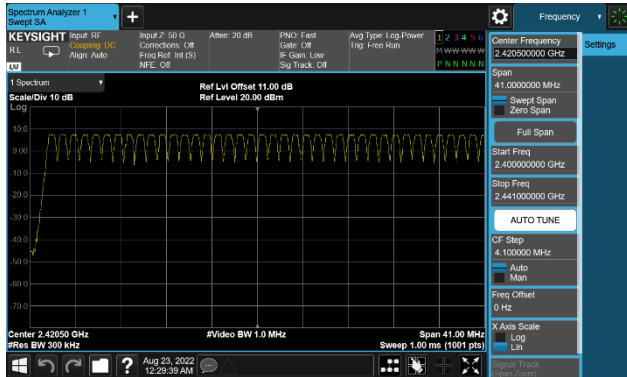 Spectrum Analyzer 1
Swept SA
Frequency
KEYSIGHT Input: RF
Coupling: DC
Align: Auto
RL
LXI
Input Z: 50 Ω
Corrections: Off
Freq Ref: Int (S)
NFE: Off
Atten: 20 dB
PNO: Fast
Gate: Off
IF Gain: Low
Sig Track: Off
Avg Type: Log-Power
Trig: Free Run
1 2 3 4 5 6
M W W W W W
P N N N N N
Center Frequency
2.420500000 GHz
Settings
Span
41.0000000 MHz
Swept Span
Zero Span
Full Span
Start Freq
2.400000000 GHz
Stop Freq
2.441000000 GHz
AUTO TUNE
CF Step
4.100000 MHz
Auto
Man
Freq Offset
0 Hz
X Axis Scale
Log
Lin
Signal Track
(Span Zoom)
1 Spectrum
Scale/Div 10 dB
Log
Ref Lvl Offset 11.00 dB
Ref Level 20.00 dBm
10.0
0.00
-10.0
-20.0
-30.0
-40.0
-50.0
-60.0
-70.0
Center 2.42050 GHz
#Res BW 300 kHz
#Video BW 1.0 MHz
Span 41.00 MHz
Sweep 1.00 ms (1001 pts)
Aug 23, 2022
12:29:39 AM